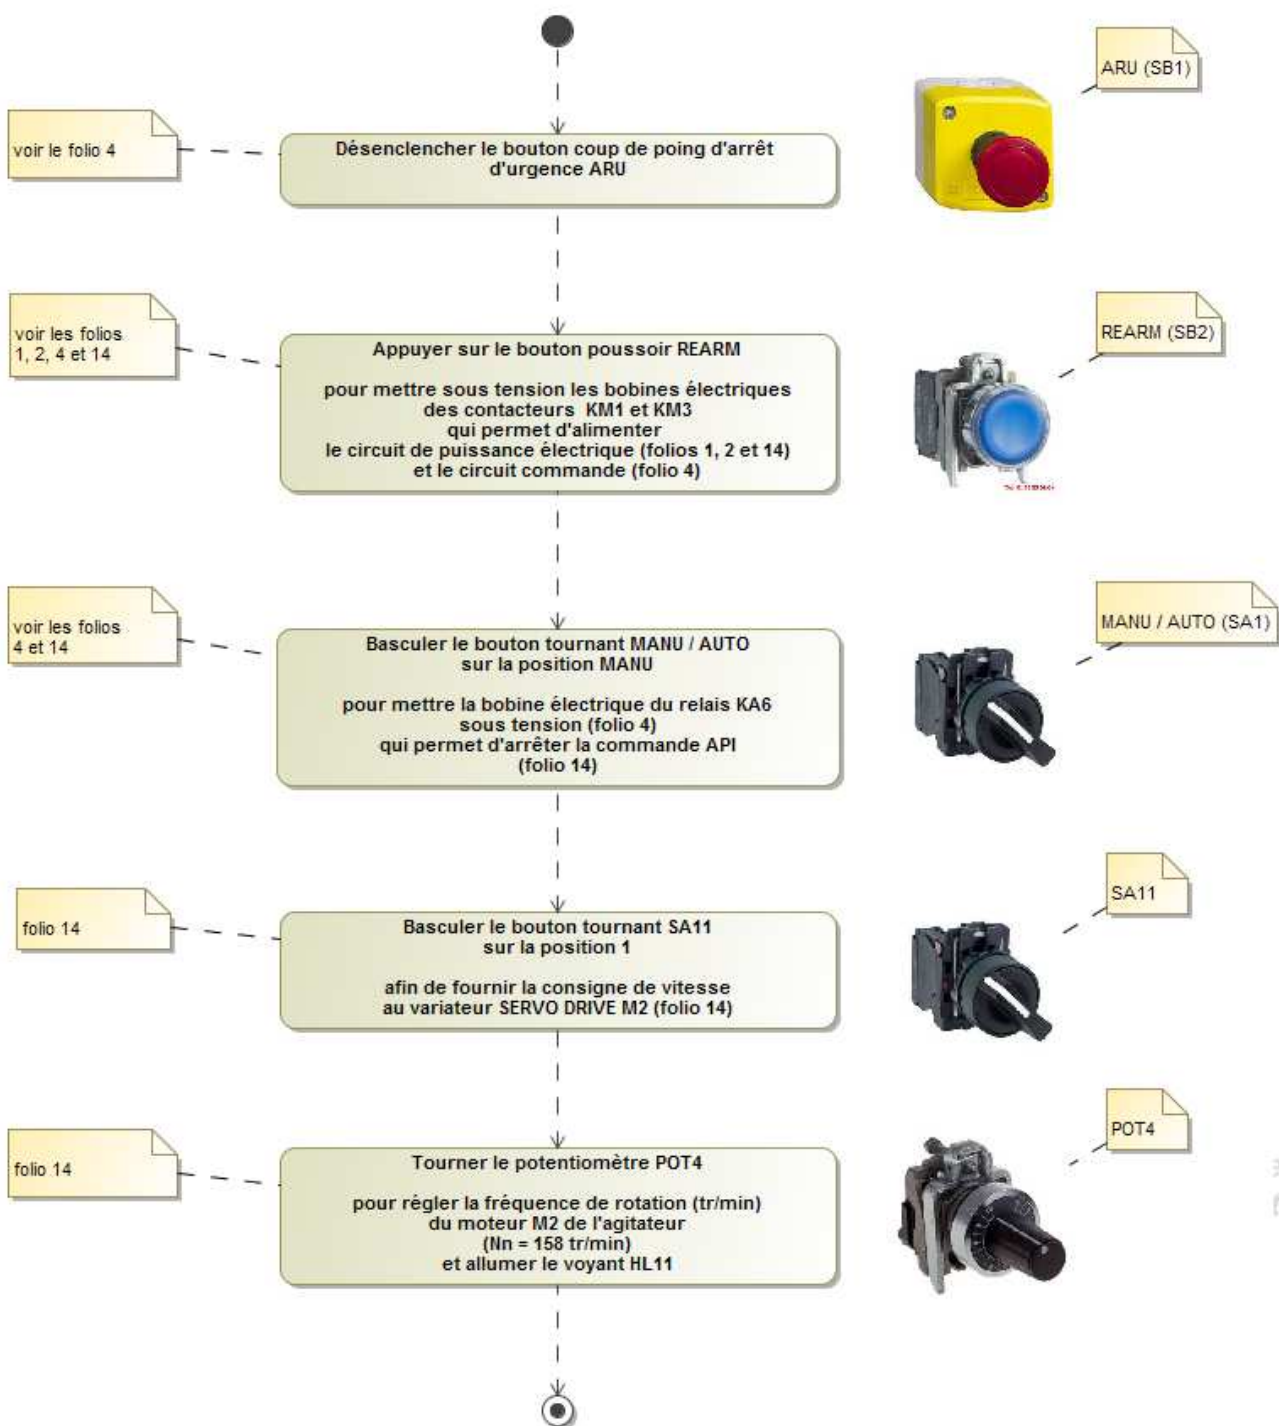 ARU (SB1)
voir le folio 4
Désenclencher le bouton coup de poing d'arrêt
d'urgence ARU
voir les folios
1, 2, 4 et 14
REARM (SB2)
Appuyer sur le bouton poussoir REARM
pour mettre sous tension les bobines électriques
des contacteurs KM1 et KM3
qui permet d'alimenter
le circuit de puissance électrique (folios 1, 2 et 14)
et le circuit commande (folio 4)
voir les folios
4 et 14
MANU / AUTO (SA1)
Basculer le bouton tournant MANU / AUTO
sur la position MANU
pour mettre la bobine électrique du relais KA6
sous tension (folio 4)
qui permet d'arrêter la commande API
(folio 14)
folio 14
SA11
Basculer le bouton tournant SA11
sur la position 1
afin de fournir la consigne de vitesse
au variateur SERVO DRIVE M2 (folio 14)
folio 14
POT4
Tourner le potentiomètre POT4
pour régler la fréquence de rotation (tr/min)
du moteur M2 de l'agitateur
(Nn = 158 tr/min)
et allumer le voyant HL11